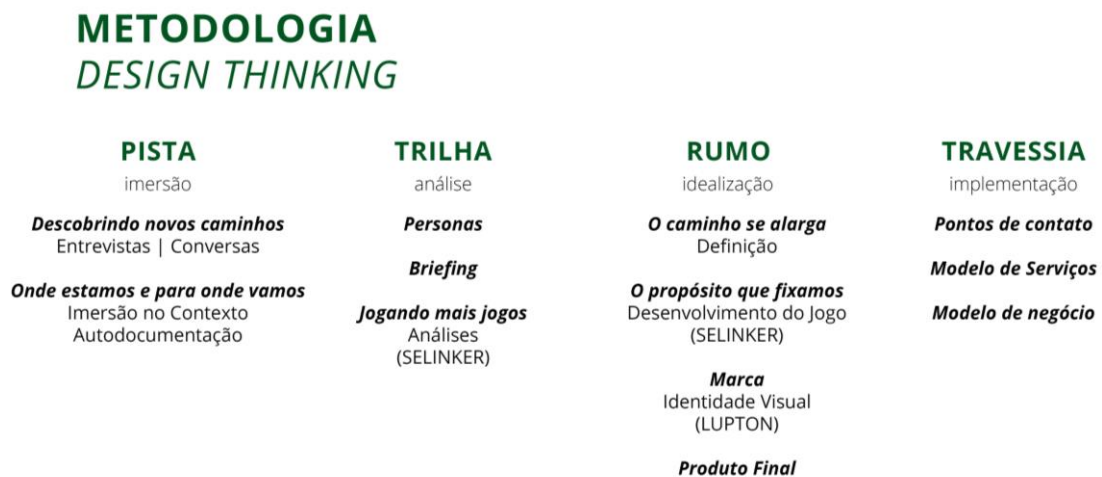 METODOLOGIA
DESIGN THINKING
PISTA
imersão
Descobrindo novos caminhos
Entrevistas | Conversas
Onde estamos e para onde vamos
Imersão no Contexto
Autodocumentação
TRILHA
análise
Personas
Briefing
Jogando mais jogos
Análises
(SELINKER)
RUMO
idealização
O caminho se alarga
Definição
O propósito que fixamos
Desenvolvimento do Jogo
(SELINKER)
Marca
Identidade Visual
(LUPTON)
Produto Final
TRAVESSIA
implementação
Pontos de contato
Modelo de Serviços
Modelo de negócio